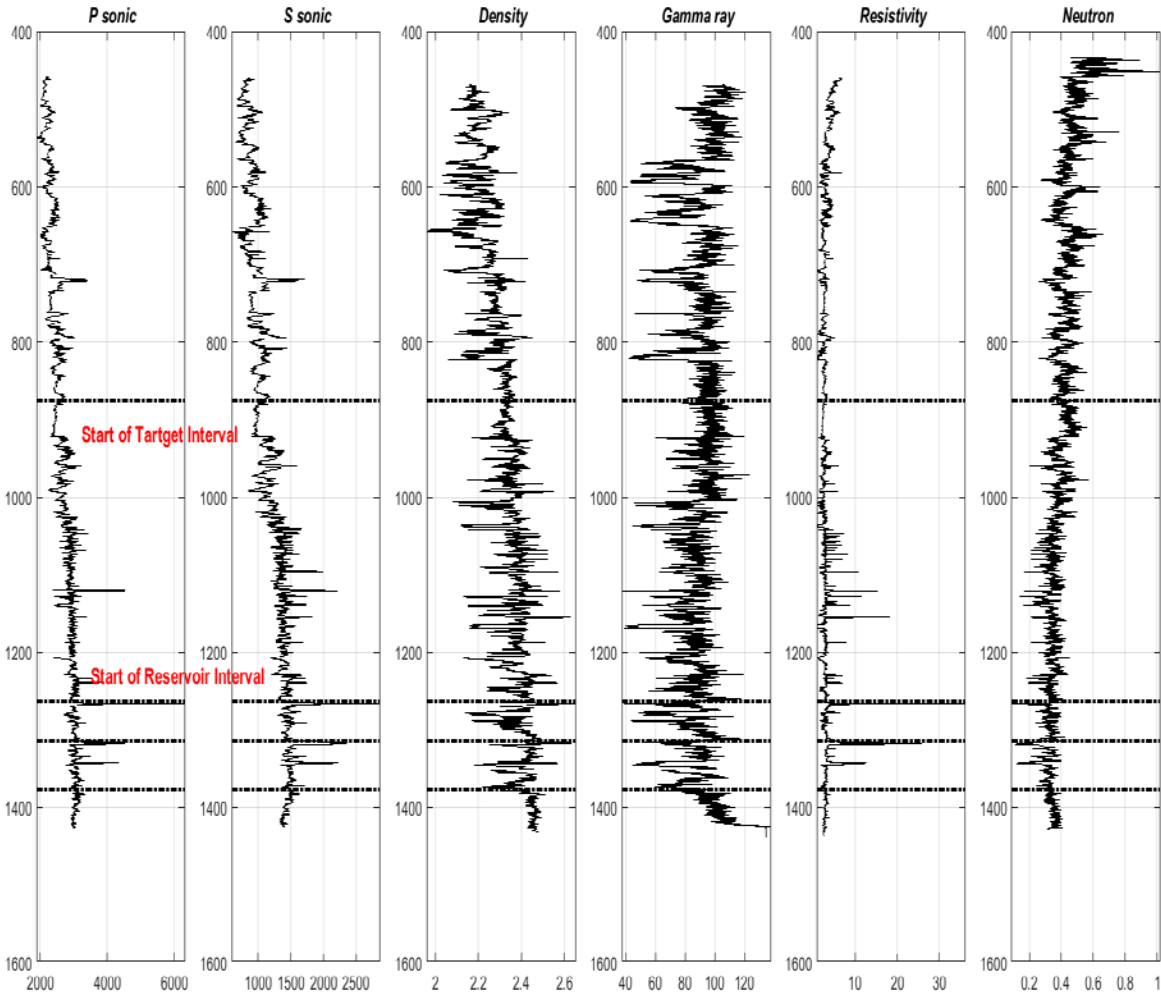 P sonic S sonic Density Gamma ray Resistivity Neutron
400 400 400 400 400 400
600 600 600 600 600 600
800 800 800 800 800 800
Start of Tartget Interval
1000 1000 1000 1000 1000 1000
1200 1200 1200 1200 1200 1200
Start of Reservoir Interval
1400 1400 1400 1400 1400 1400
1600 1600 1600 1600 1600 1600
2000 4000 6000 1000 1500 2000 2500 2 2.2 2.4 2.6 40 60 80 100 120 10 20 30 0.2 0.4 0.6 0.8 1